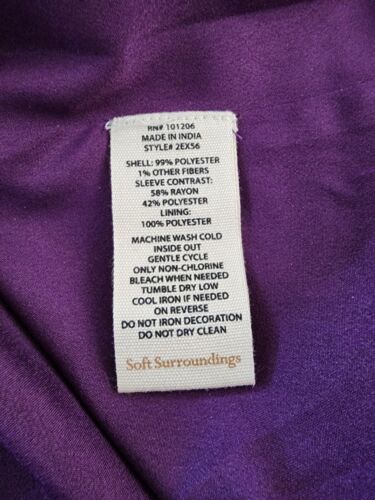 RN# 101206
MADE IN INDIA
STYLE# 2EX56
SHELL: 99% POLYESTER
1% OTHER FIBERS
SLEEVE CONTRAST:
58% RAYON
42% POLYESTER
LINING:
100% POLYESTER
MACHINE WASH COLD
INSIDE OUT
GENTLE CYCLE
ONLY NON-CHLORINE
BLEACH WHEN NEEDED
TUMBLE DRY LOW
COOL IRON IF NEEDED
ON REVERSE
DO NOT IRON DECORATION
DO NOT DRY CLEAN
Soft Surroundings